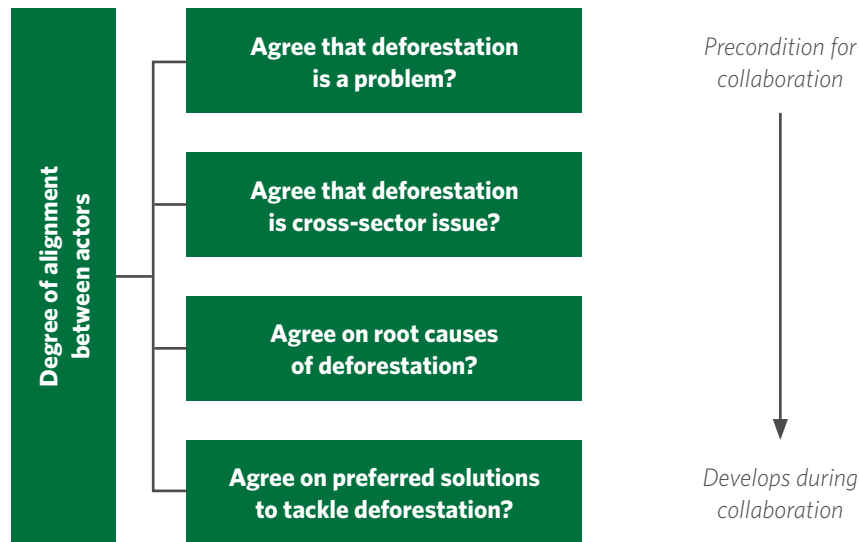 Degree of alignment
between actors
Agree that deforestation
is a problem?
Agree that deforestation
is cross-sector issue?
Agree on root causes
of deforestation?
Agree on preferred solutions
to tackle deforestation?
Precondition for
collaboration
Develops during
collaboration